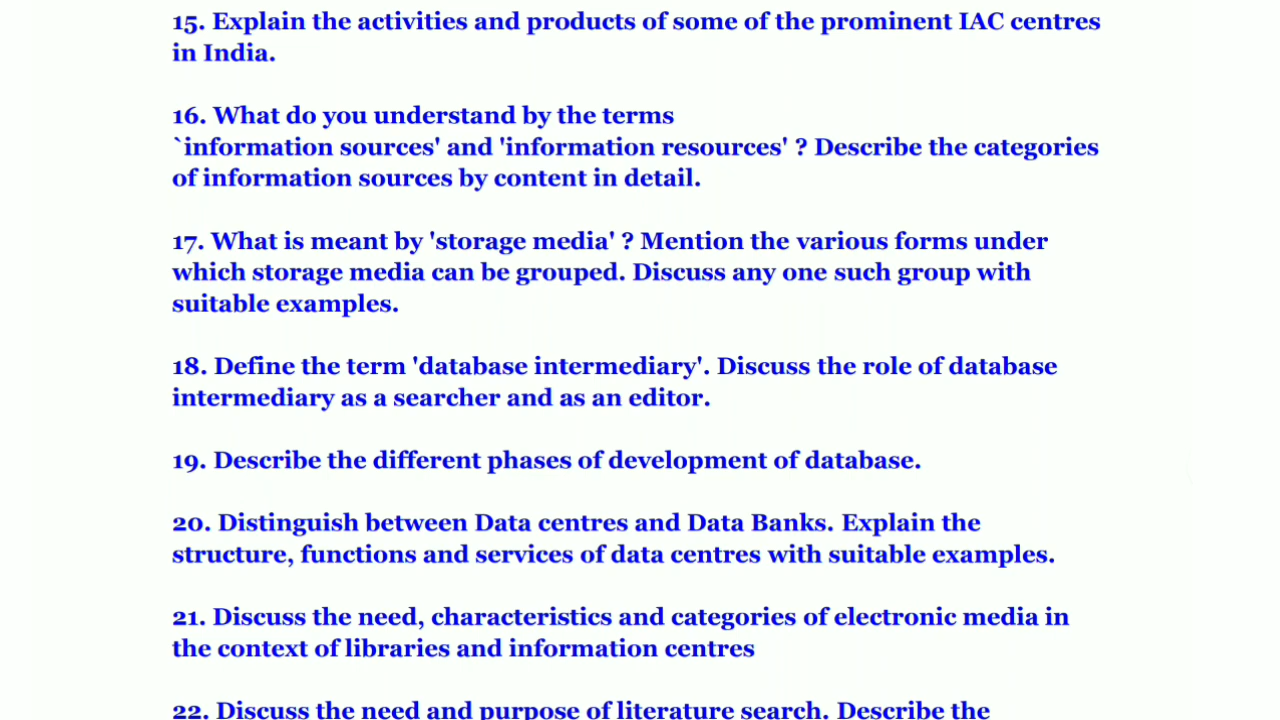 15. Explain the activities and products of some of the prominent IAC centres
in India.
16. What do you understand by the terms
`information sources' and 'information resources' ? Describe the categories
of information sources by content in detail.
17. What is meant by 'storage media' ? Mention the various forms under
which storage media can be grouped. Discuss any one such group with
suitable examples.
18. Define the term 'database intermediary'. Discuss the role of database
intermediary as a searcher and as an editor.
19. Describe the different phases of development of database.
20. Distinguish between Data centres and Data Banks. Explain the
structure, functions and services of data centres with suitable examples.
21. Discuss the need, characteristics and categories of electronic media in
the context of libraries and information centres
22. Discuss the need and purpose of literature search. Describe the